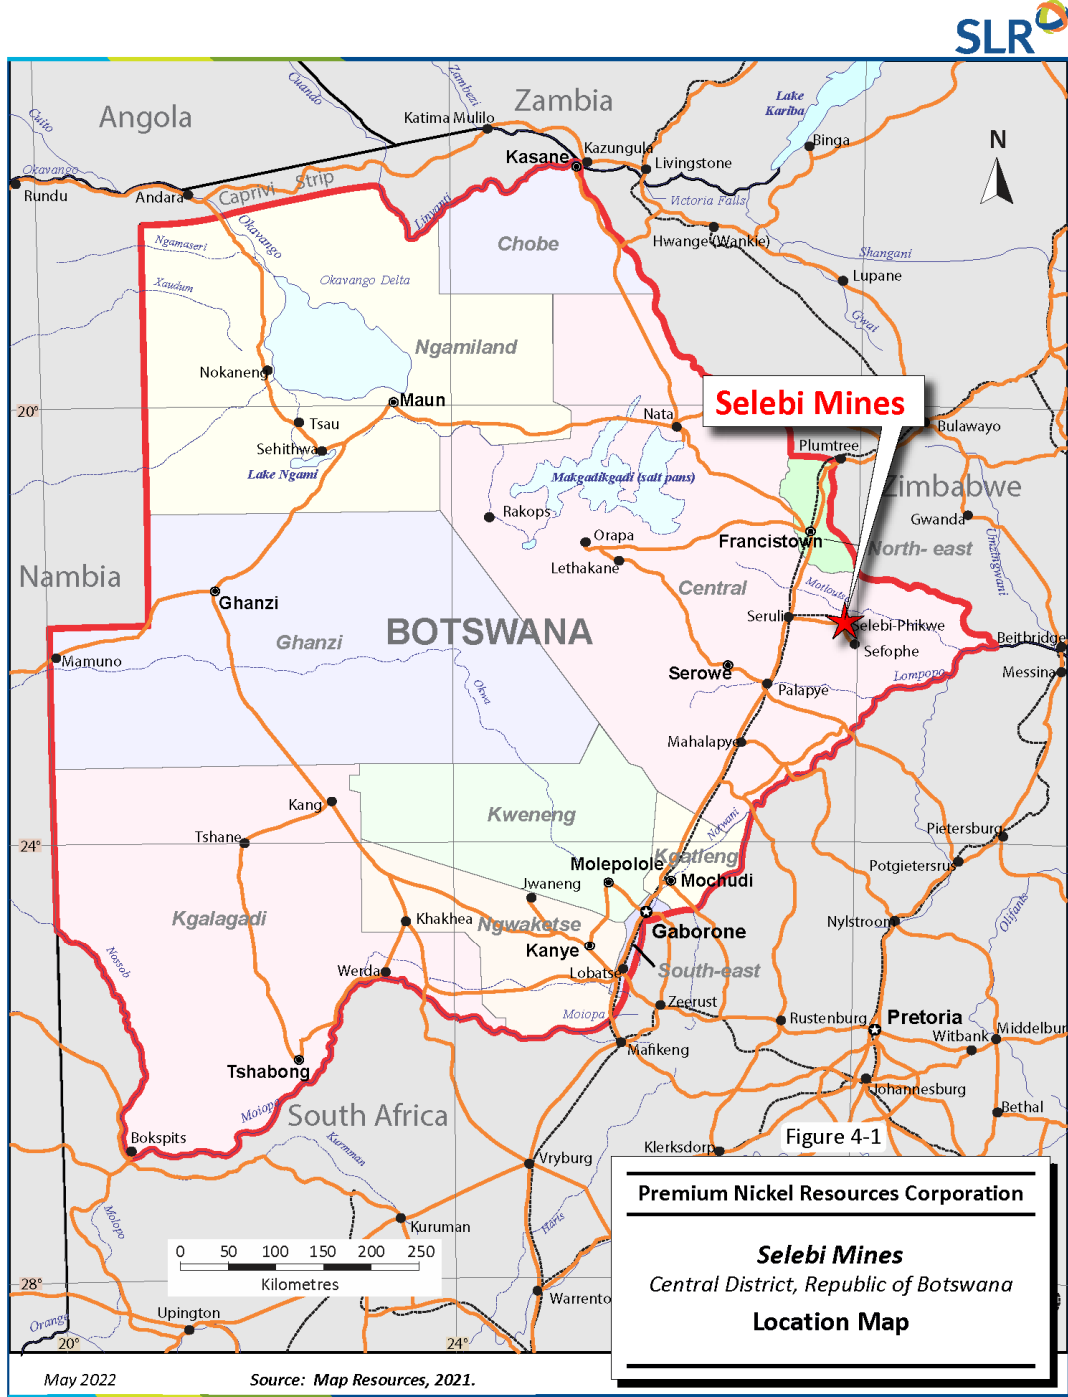 SLR
Angola
Zambia
Cuando
Zambezi
Lake
Kariba
Cuito
Katima Mulilo
Binga
N
Kazungula
Kasane
Livingstone
Okavango
Rundu
Andara
Caprivi Strip
Linyanti
Victoria Falls
Okavango
Ngamaseri
Chobe
Hwange (Wankie)
Shangani
Xaudum
Okavango Delta
Lupane
Gwai
Ngamiland
Nokaneng
Maun
Selebi Mines
20°
Nata
Tsau
Bulawayo
Sehithwa
Plumtree
Lake Ngami
Makgadikgadi (salt pans)
Zimbabwe
Rakops
Gwanda
Orapa
Francistown
North- east
Umzingwani
Lethakane
Nambia
Central
Motloutse
Ghanzi
Seruli
Selebi-Phikwe
BOTSWANA
Ghanzi
Beitbridge
Sefophe
Mamuno
Serowe
Lompopo
Messina
Okwa
Palapye
Mahalapye
Kang
Kweneng
Notwani
Tshane
Pietersburg
24°
Kgatleng
Molepolole
Potgietersrus
Mochudi
Jwaneng
Kgalagadi
Khakhea
Ngwaketse
Nylstroom
Olifants
Gaborone
Kanye
Nossob
Werda
Lobatse
South-east
Zeerust
Moiopa
Rustenburg
Pretoria
Middelbur
Witbank
Mafikeng
Tshabong
Johannesburg
Moiopo
South Africa
Bethal
Bokspits
Figure 4-1
Kurmman
Klerksdorp
Vryburg
Premium Nickel Resources Corporation
Molopo
Haris
Kuruman
0 50 100 150 200 250
Kilometres
Selebi Mines
Central District, Republic of Botswana
Location Map
28°
Warrento
Upington
Orange
20°
24°
May 2022
Source: Map Resources, 2021.